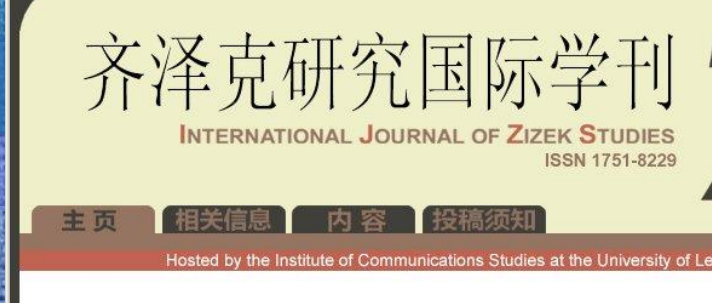 齐泽克研究国际学刊
INTERNATIONAL JOURNAL OF ZIZEK STUDIES
ISSN 1751-8229
主页 相关信息 内容 投稿须知
Hosted by the Institute of Communications Studies at the University of Le